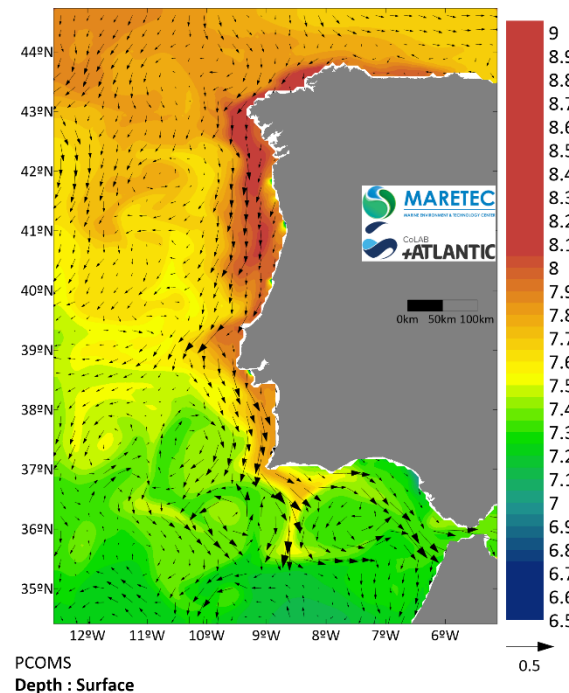 44ºN
43ºN
42ºN
41ºN
40ºN
39ºN
38ºN
37ºN
36ºN
35ºN
12ºW 11ºW 10ºW 9ºW 8ºW 7ºW 6ºW
MARETEC
MARINE ENVIRONMENT & TECHNOLOGY CENTER
CoLAB
+ATLANTIC
0km 50km 100km
9
8.9
8.8
8.7
8.6
8.5
8.4
8.3
8.2
8.1
8
7.9
7.8
7.7
7.6
7.5
7.4
7.3
7.2
7.1
7
6.9
6.8
6.7
6.6
6.5
0.5
PCOMS
Depth : Surface